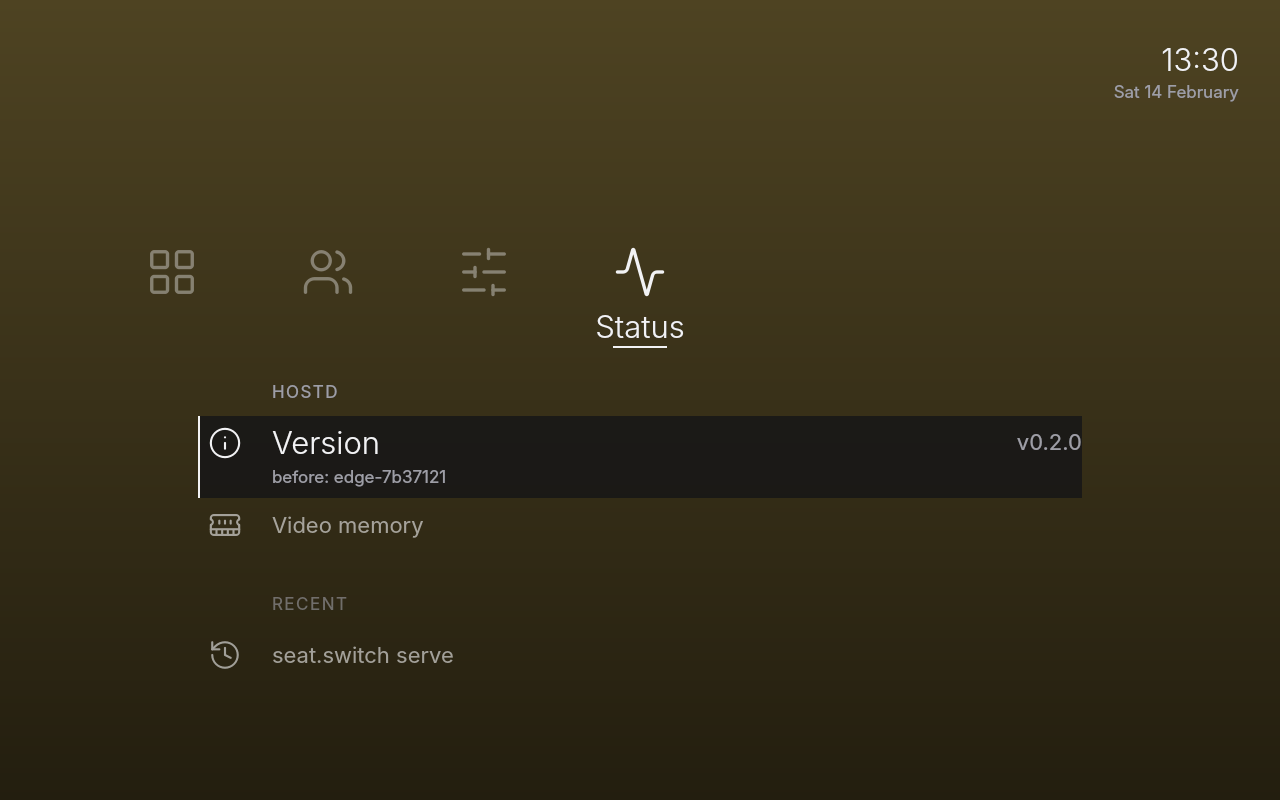 13:30
Sat 14 February
Status
HOSTD
Version
v0.2.0
before: edge-7b37121
Video memory
RECENT
seat.switch serve